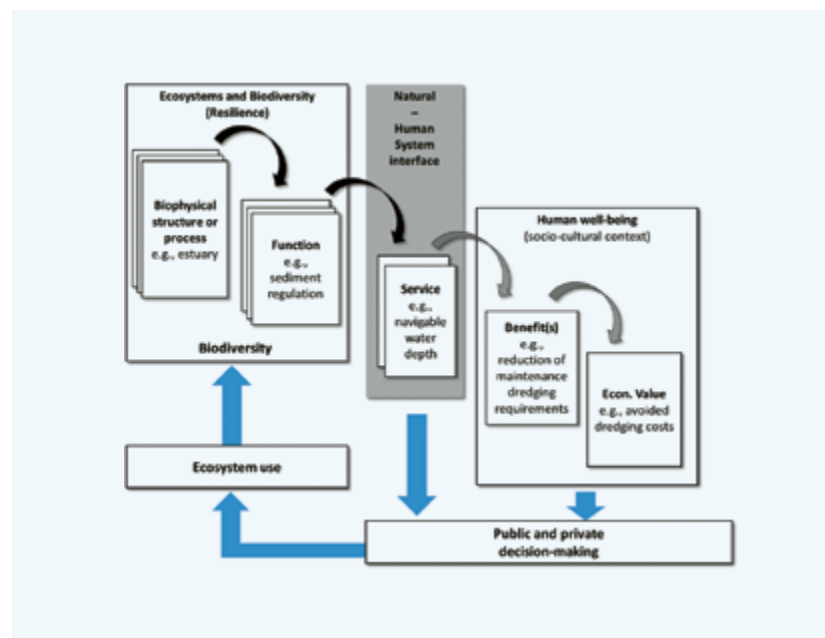 Ecosystems and Biodiversity
(Resilience)
Biophysical
structure or
process
e.g., estuary
Function
e.g.,
sediment
regulation
Biodiversity
Natural
–
Human
System
interface
Service
e.g.,
navigable
water
depth
Human well-being
(socio-cultural context)
Benefit(s)
e.g.,
reduction of
maintenance
dredging
requirements
Econ. Value
e.g., avoided
dredging costs
Ecosystem use
Public and private
decision-making